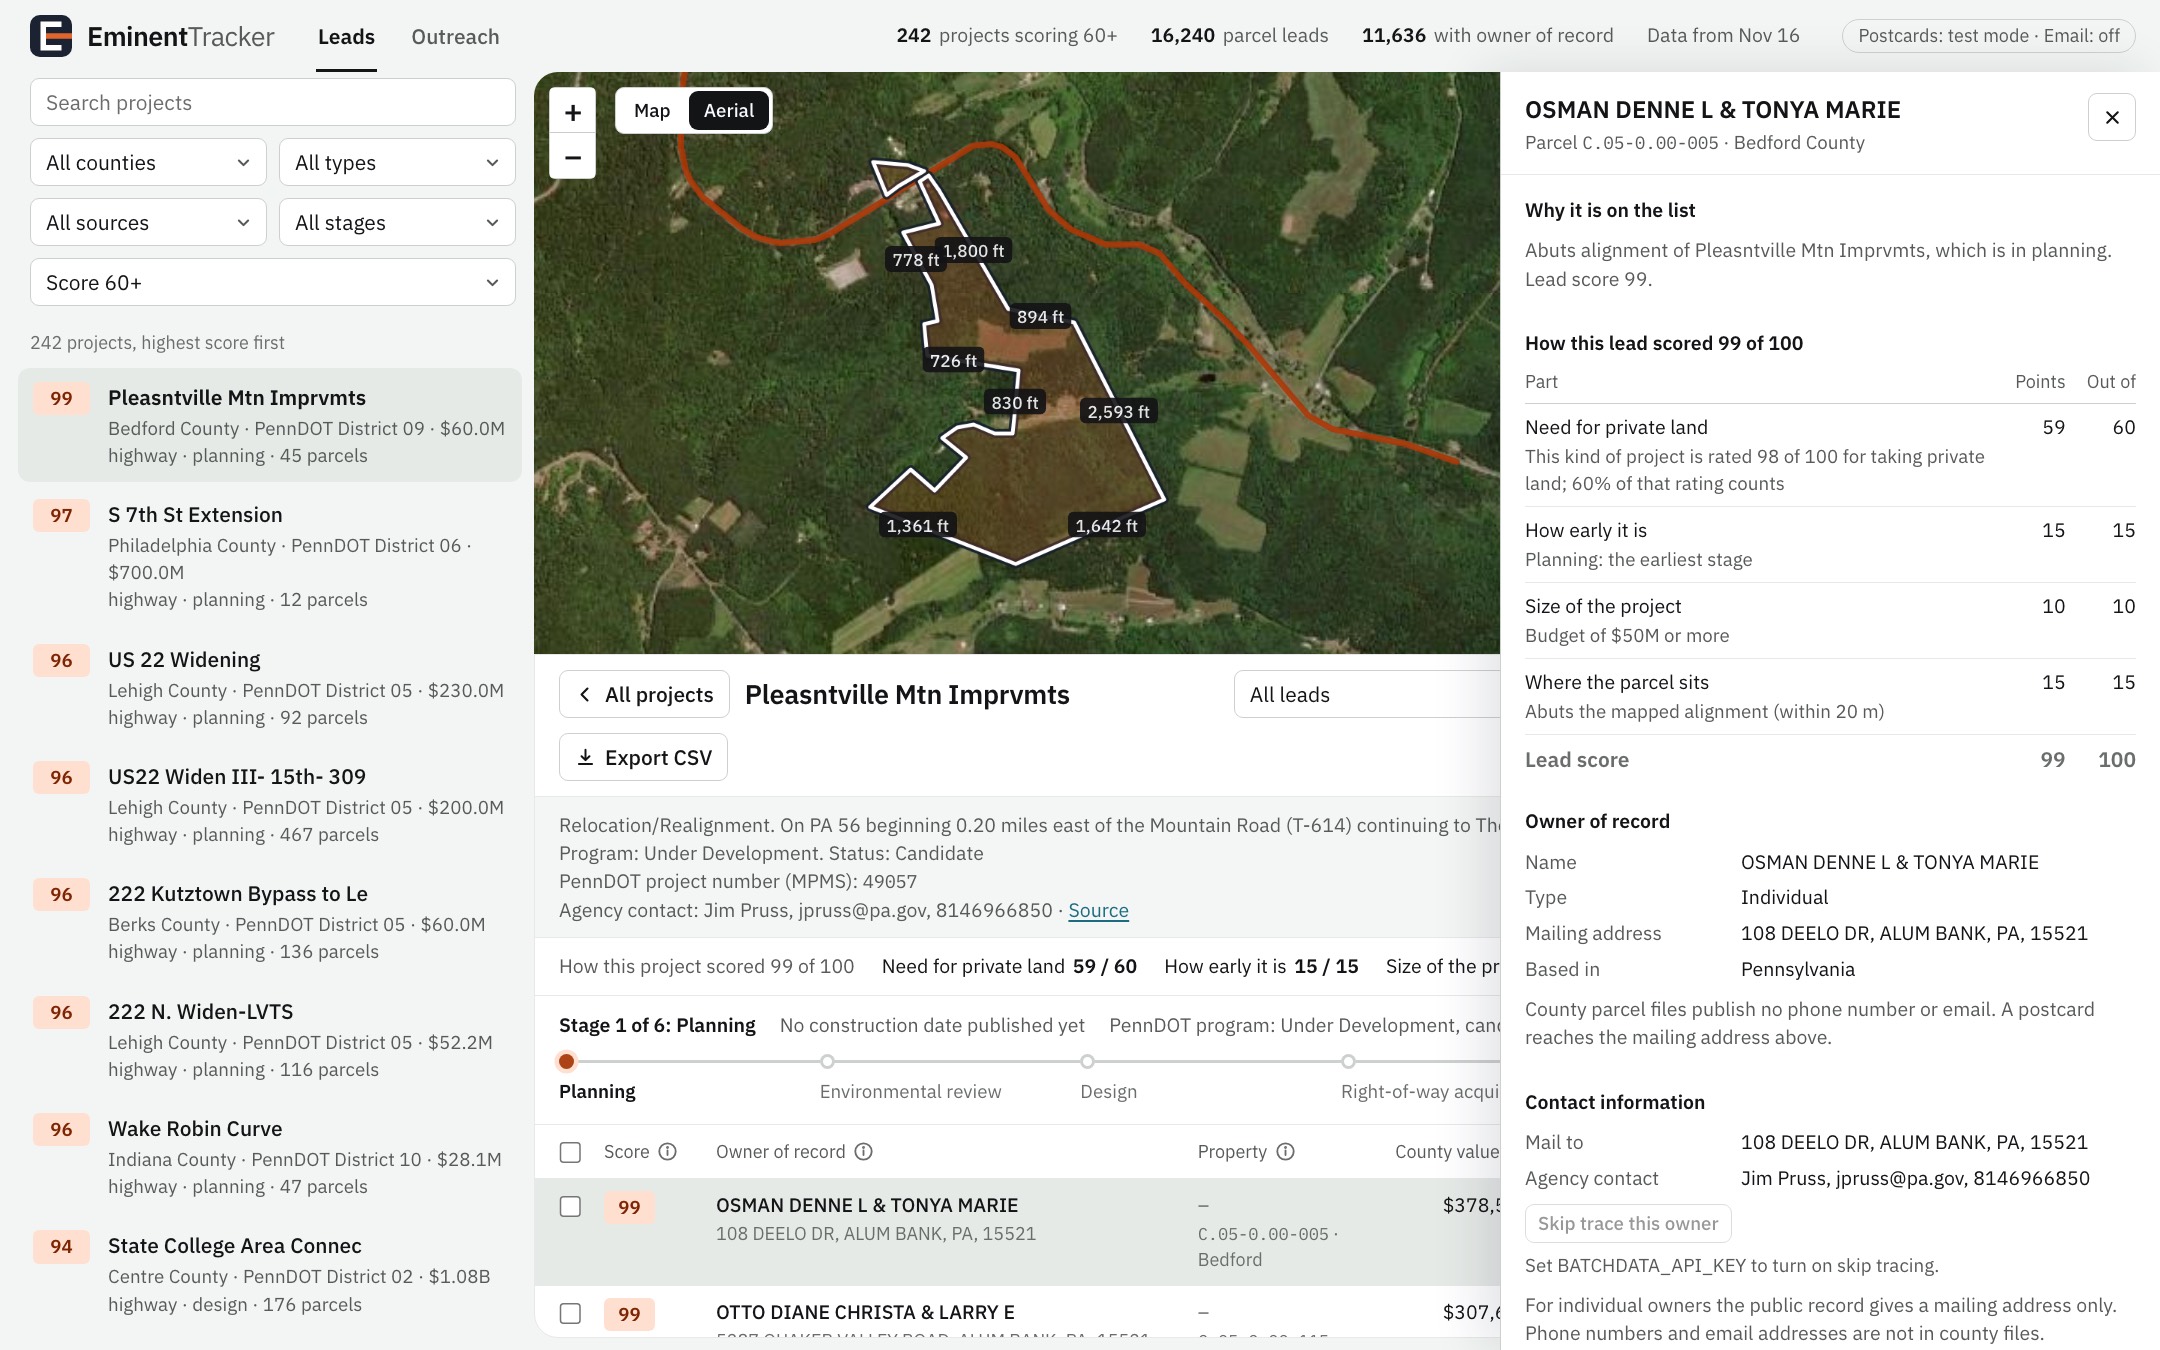 EminentTracker
Leads
Outreach
242 projects scoring 60+
16,240 parcel leads
11,636 with owner of record
Data from Nov 16
Postcards: test mode · Email: off
Search projects
All counties
All types
All sources
All stages
Score 60+
242 projects, highest score first
99
Pleasntville Mtn Imprvmts
Bedford County · PennDOT District 09 · $60.0M
highway · planning · 45 parcels
97
S 7th St Extension
Philadelphia County · PennDOT District 06 ·
$700.0M
highway · planning · 12 parcels
96
US 22 Widening
Lehigh County · PennDOT District 05 · $230.0M
highway · planning · 92 parcels
96
US22 Widen III- 15th- 309
Lehigh County · PennDOT District 05 · $200.0M
highway · planning · 467 parcels
96
222 Kutztown Bypass to Le
Berks County · PennDOT District 05 · $60.0M
highway · planning · 136 parcels
96
222 N. Widen-LVTS
Lehigh County · PennDOT District 05 · $52.2M
highway · planning · 116 parcels
96
Wake Robin Curve
Indiana County · PennDOT District 10 · $28.1M
highway · planning · 47 parcels
94
State College Area Connec
Centre County · PennDOT District 02 · $1.08B
highway · design · 176 parcels
+
−
Map
Aerial
778 ft
1,800 ft
894 ft
726 ft
830 ft
2,593 ft
1,361 ft
1,642 ft
All projects
Pleasntville Mtn Imprvmts
All leads
Export CSV
Relocation/Realignment. On PA 56 beginning 0.20 miles east of the Mountain Road (T-614) continuing to
Program: Under Development. Status: Candidate
PennDOT project number (MPMS): 49057
Agency contact: Jim Pruss, jpruss@pa.gov, 8146966850 · Source
How this project scored 99 of 100
Need for private land 59 / 60
How early it is 15 / 15
Size of the
Stage 1 of 6: Planning
No construction date published yet
PennDOT program: Under Development,
Planning
Environmental review
Design
Right-of-way
Score
Owner of record
Property
County value
99
OSMAN DENNE L & TONYA MARIE
108 DEELO DR, ALUM BANK, PA, 15521
–
$378,
C.05-0.00-005 ·
Bedford
99
OTTO DIANE CHRISTA & LARRY E
–
$307,
OSMAN DENNE L & TONYA MARIE
Parcel C.05-0.00-005 · Bedford County
Why it is on the list
Abuts alignment of Pleasntville Mtn Imprvmts, which is in planning.
Lead score 99.
How this lead scored 99 of 100
Part
Points
Out of
Need for private land
59
60
This kind of project is rated 98 of 100 for taking private
land; 60% of that rating counts
How early it is
15
15
Planning: the earliest stage
Size of the project
10
10
Budget of $50M or more
Where the parcel sits
15
15
Abuts the mapped alignment (within 20 m)
Lead score
99
100
Owner of record
Name
OSMAN DENNE L & TONYA MARIE
Type
Individual
Mailing address
108 DEELO DR, ALUM BANK, PA, 15521
Based in
Pennsylvania
County parcel files publish no phone number or email. A postcard
reaches the mailing address above.
Contact information
Mail to
108 DEELO DR, ALUM BANK, PA, 15521
Agency contact
Jim Pruss, jpruss@pa.gov, 8146966850
Skip trace this owner
Set BATCHDATA_API_KEY to turn on skip tracing.
For individual owners the public record gives a mailing address only.
Phone numbers and email addresses are not in county files.